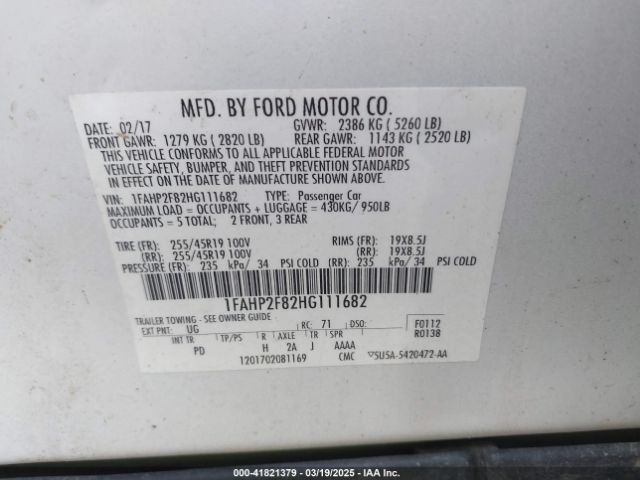 MFD. BY FORD MOTOR CO.
DATE: 02/17 GVWR: 2386 KG ( 5260 LB)
FRONT GAWR: 1279 KG ( 2820 LB) REAR GAWR: 1143 KG ( 2520 LB)
THIS VEHICLE CONFORMS TO ALL APPLICABLE FEDERAL MOTOR
VEHICLE SAFETY, BUMPER, AND THEFT PREVENTION STANDARDS
IN EFFECT ON THE DATE OF MANUFACTURE SHOWN ABOVE.
VIN: 1FAHP2F82HG111682 TYPE: Passenger Car
MAXIMUM LOAD = OCCUPANTS + LUGGAGE = 430KG/ 950LB
OCCUPANTS = 5 TOTAL; 2 FRONT, 3 REAR
TIRE (FR): 255/45R19 100V RIMS (FR): 19X8.5J
(RR): 255/45R19 100V (RR): 19X8.5J
PRESSURE (FR): 235 kPa/ 34 PSI COLD (RR): 235 kPa/ 34 PSI COLD
1FAHP2F82HG111682
TRAILER TOWING - SEE OWNER GUIDE
EXT PNT: UG RC: 71 DSO: F0112
R0138
INT TR TP/PS R AXLE TR SPR
PD H 2A J AAAA
1201702081169 CMC ▽5U5A-5420472-AA
000-41821379 — 03/19/2025 — IAA Inc.